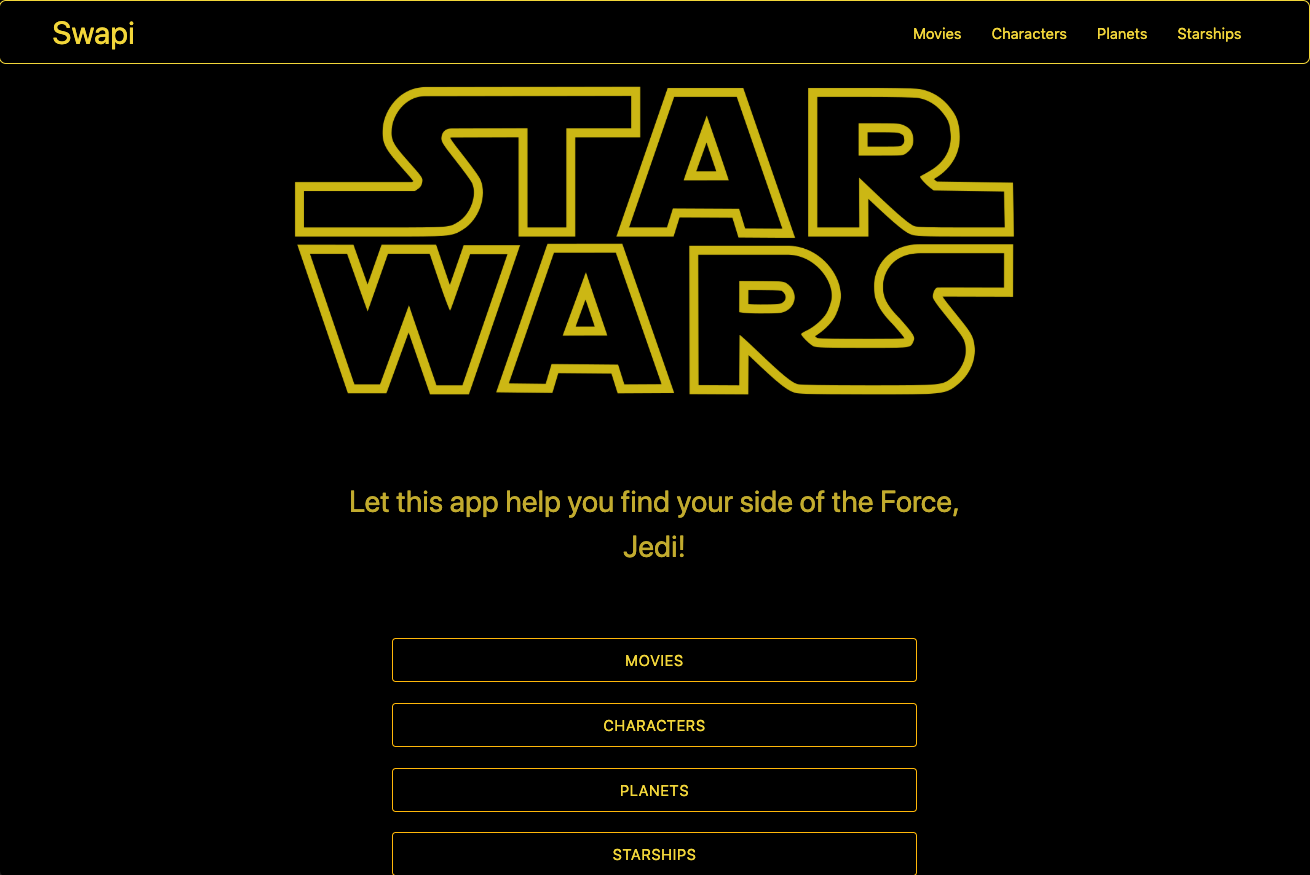 Swapi
Movies Characters Planets Starships
STAR
WARS
Let this app help you find your side of the Force,
Jedi!
MOVIES
CHARACTERS
PLANETS
STARSHIPS